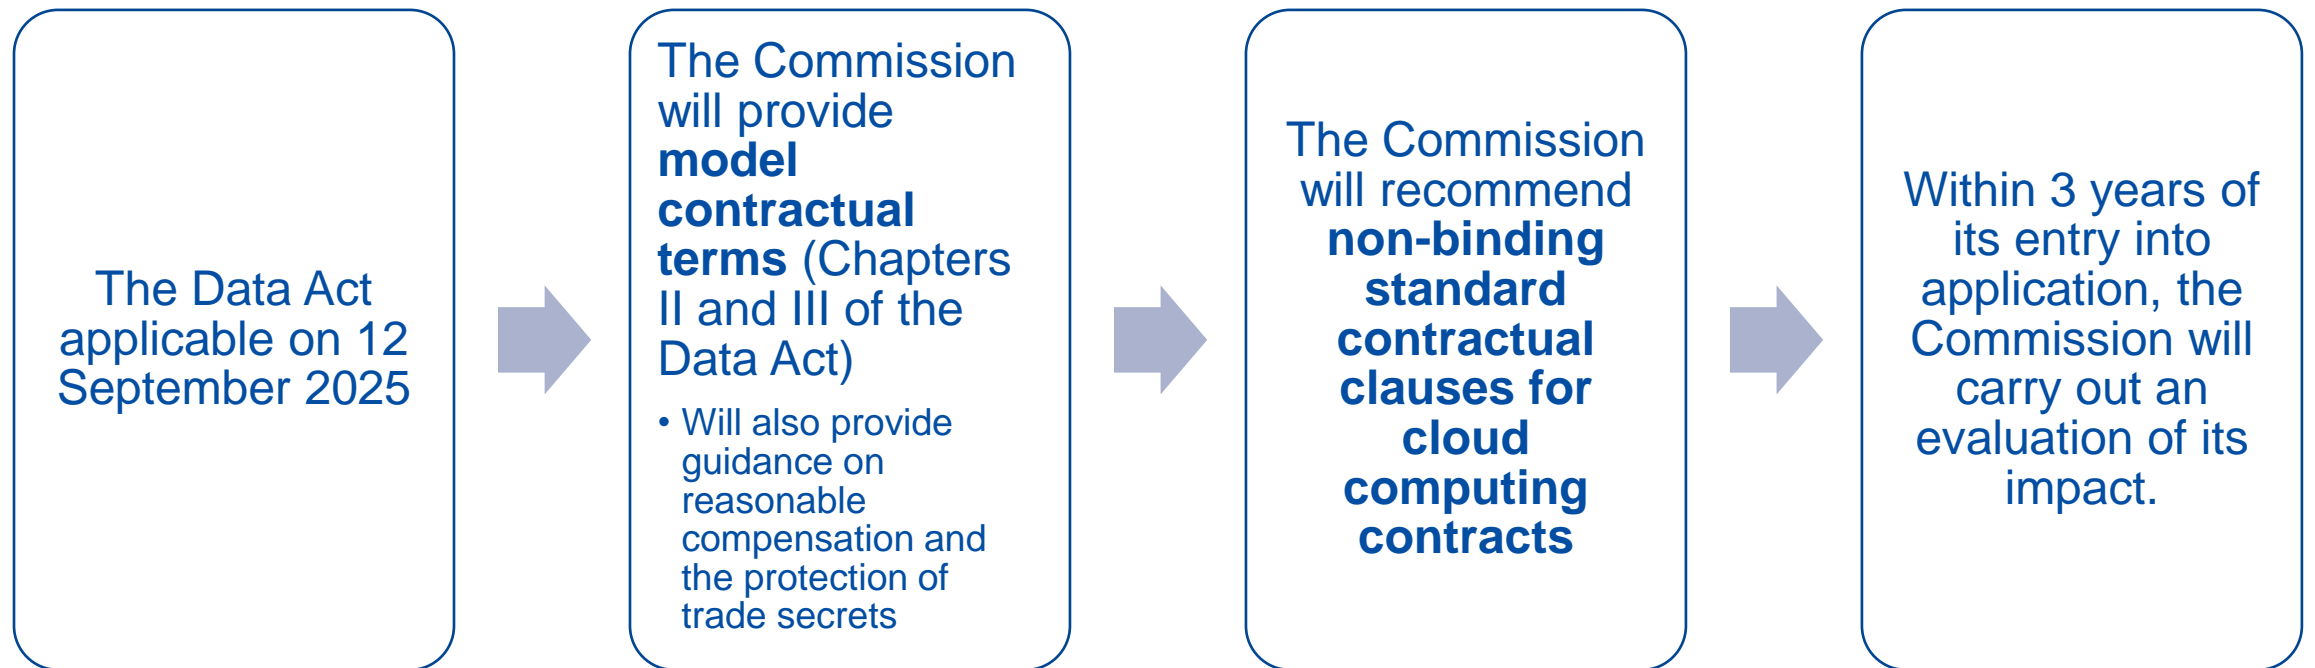 The Data Act
applicable on 12
September 2025
The Commission
will provide
model
contractual
terms (Chapters
II and III of the
Data Act)
• Will also provide
guidance on
reasonable
compensation and
the protection of
trade secrets
The Commission
will recommend
non-binding
standard
contractual
clauses for
cloud
computing
contracts
Within 3 years of
its entry into
application, the
Commission will
carry out an
evaluation of its
impact.